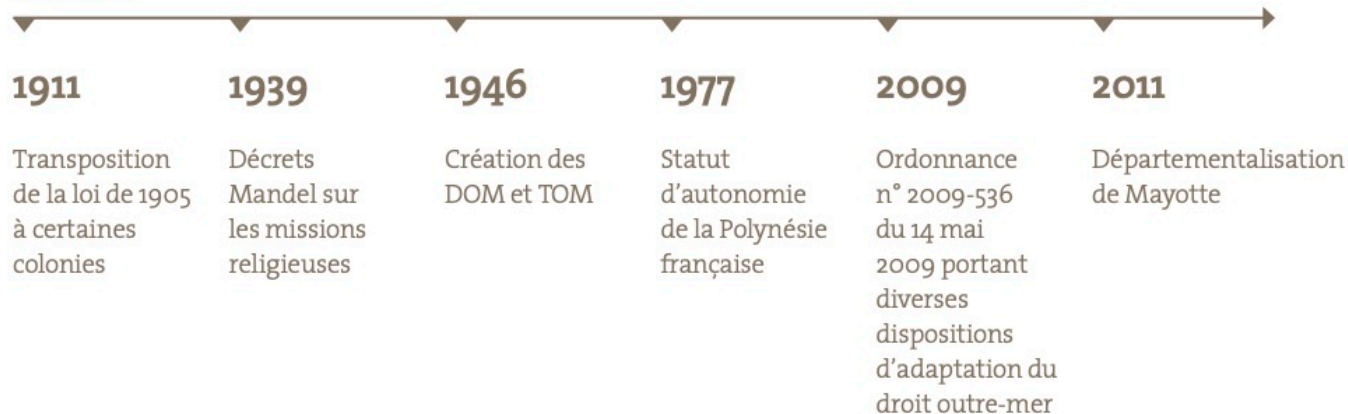 1911
Transposition
de la loi de 1905
à certaines
colonies
1939
Décrets
Mandel sur
les missions
religieuses
1946
Création des
DOM et TOM
1977
Statut
d’autonomie
de la Polynésie
française
2009
Ordonnance
n° 2009-536
du 14 mai
2009 portant
diverses
dispositions
d’adaptation du
droit outre-mer
2011
Départementalisation
de Mayotte